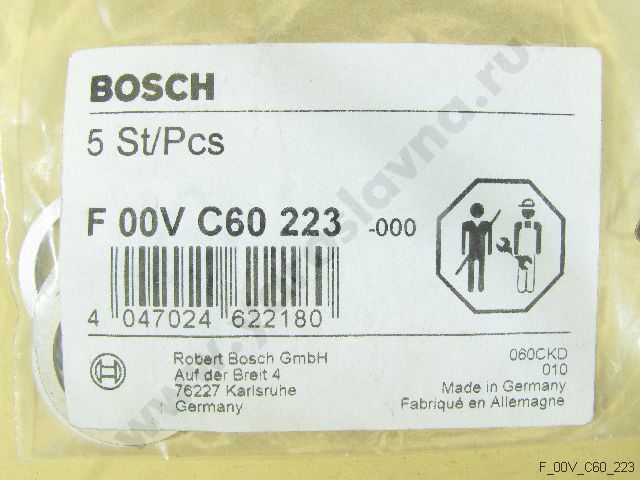 BOSCH
5 St/Pcs
F 00V C60 223 -000
4 047024 622180
Robert Bosch GmbH
Auf der Breit 4
76227 Karlsruhe
Germany
060CKD
010
Made in Germany
Fabriqué en Allemagne
F_00V_C60_223